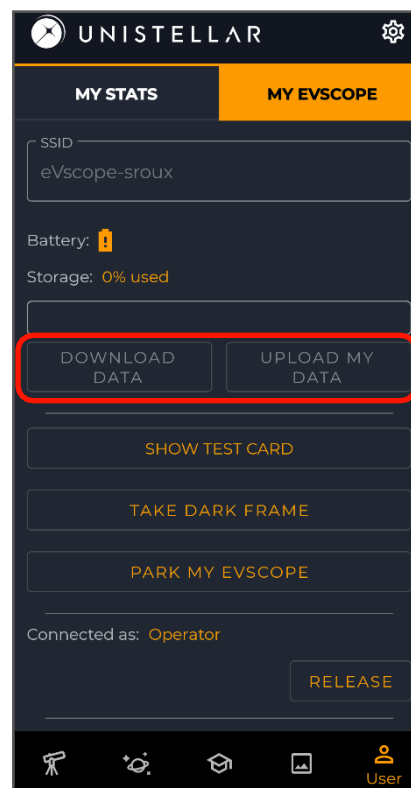 UNISTELLAR
MY STATS MY EVSCOPE
SSID
eVscope-sroux
Battery:
Storage: 0% used
DOWNLOAD DATA
UPLOAD MY DATA
SHOW TEST CARD
TAKE DARK FRAME
PARK MY EVSCOPE
Connected as: Operator
RELEASE
User